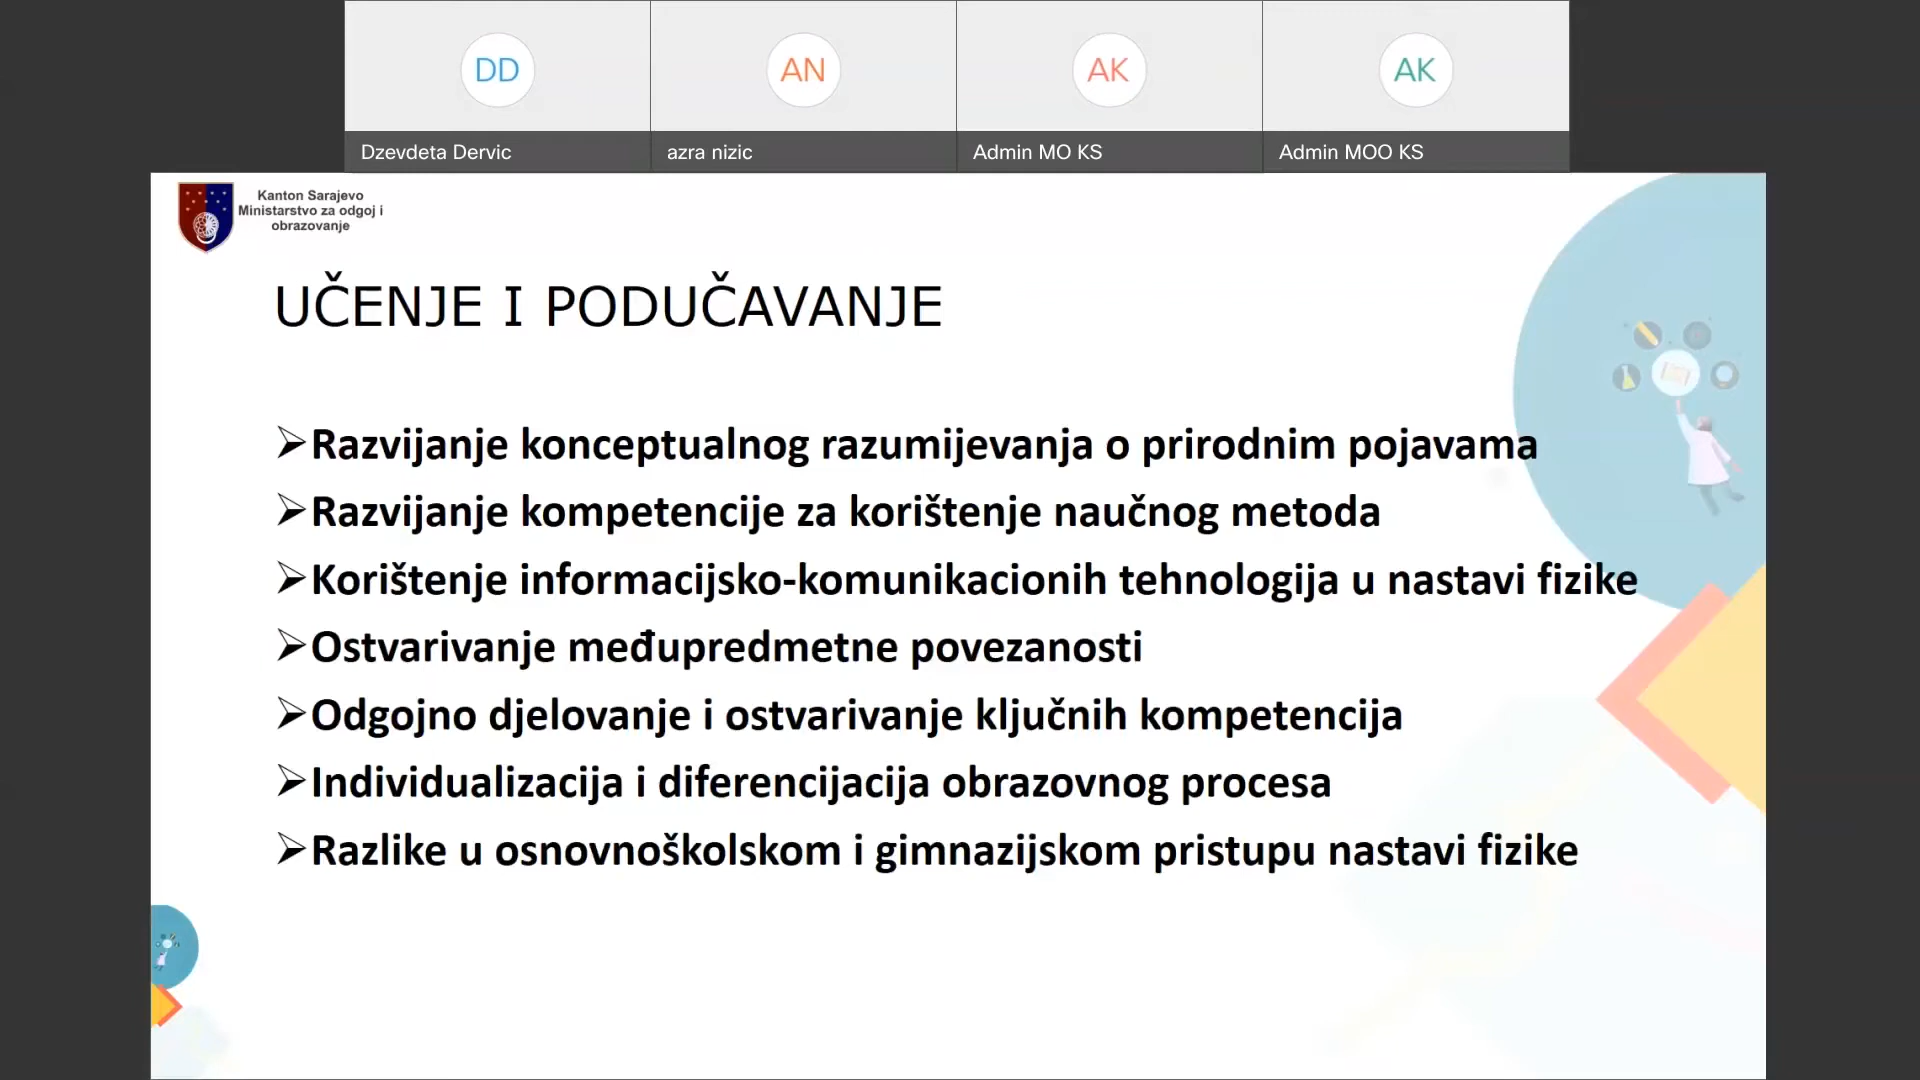 DD
AN
AK
AK
Dzevdeta Dervic
azra nizic
Admin MO KS
Admin MOO KS
Kanton Sarajevo
Ministarstvo za odgoj i
obrazovanje
UČENJE I PODUČAVANJE
Razvijanje konceptualnog razumijevanja o prirodnim pojavama
Razvijanje kompetencije za korištenje naučnog metoda
Korištenje informacijsko-komunikacionih tehnologija u nastavi fizike
Ostvarivanje međupredmetne povezanosti
Odgojno djelovanje i ostvarivanje ključnih kompetencija
Individualizacija i diferencijacija obrazovnog procesa
Razlike u osnovnoškolskom i gimnazijskom pristupu nastavi fizike